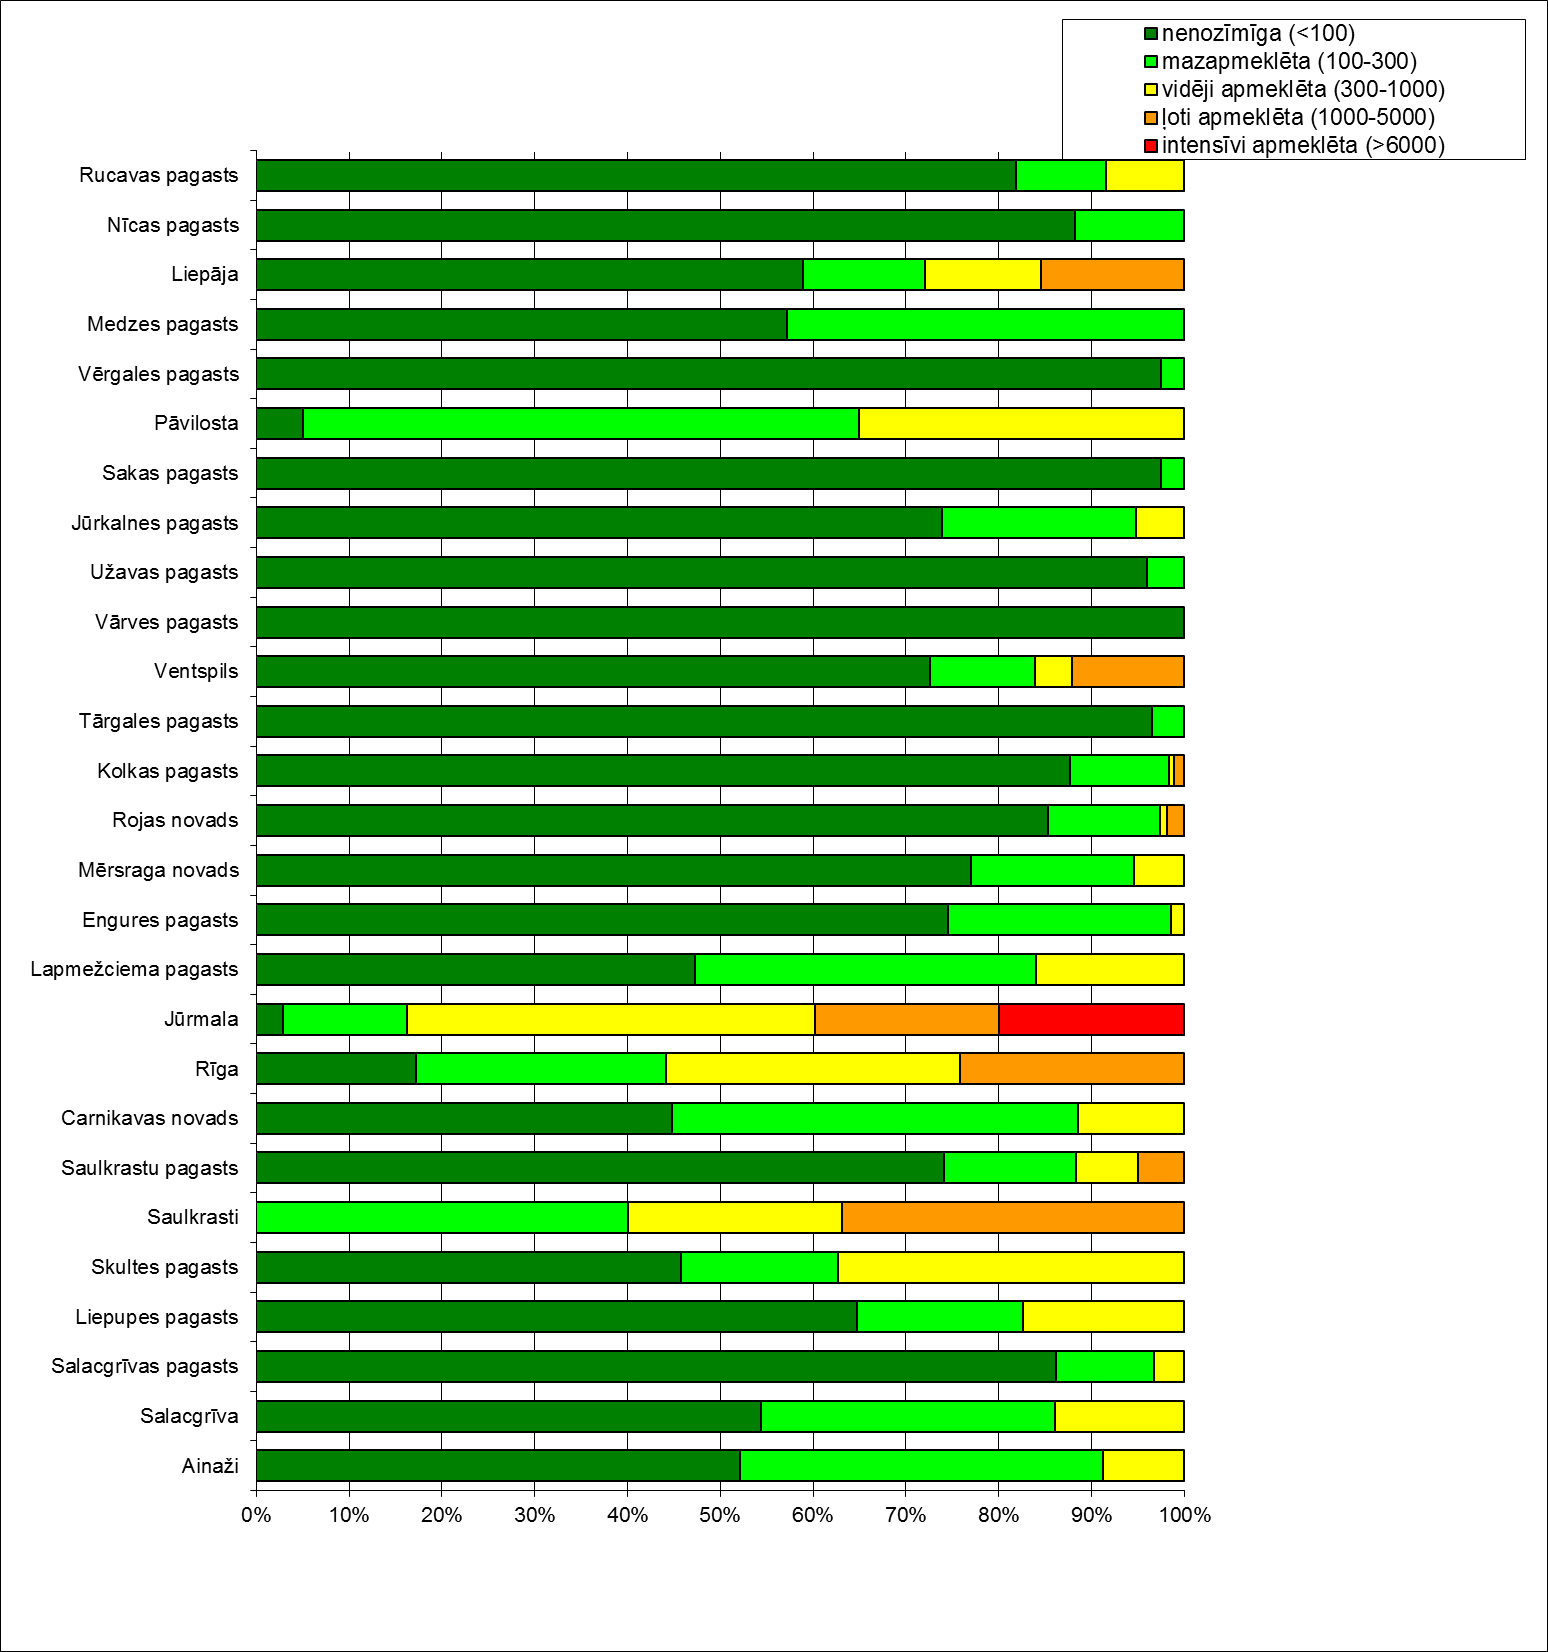 nenozīmīga (<100)
mazapmeklēta (100-300)
vidēji apmeklēta (300-1000)
ļoti apmeklēta (1000-5000)
intensīvi apmeklēta (>6000)
Rucavas pagasts
Nīcas pagasts
Liepāja
Medzes pagasts
Vērgales pagasts
Pāvilosta
Sakas pagasts
Jūrkalnes pagasts
Užavas pagasts
Vārves pagasts
Ventspils
Tārgales pagasts
Kolkas pagasts
Rojas novads
Mērsraga novads
Engures pagasts
Lapmežciema pagasts
Jūrmala
Rīga
Carnikavas novads
Saulkrastu pagasts
Saulkrasti
Skultes pagasts
Liepupes pagasts
Salacgrīvas pagasts
Salacgrīva
Ainaži
0% 10% 20% 30% 40% 50% 60% 70% 80% 90% 100%